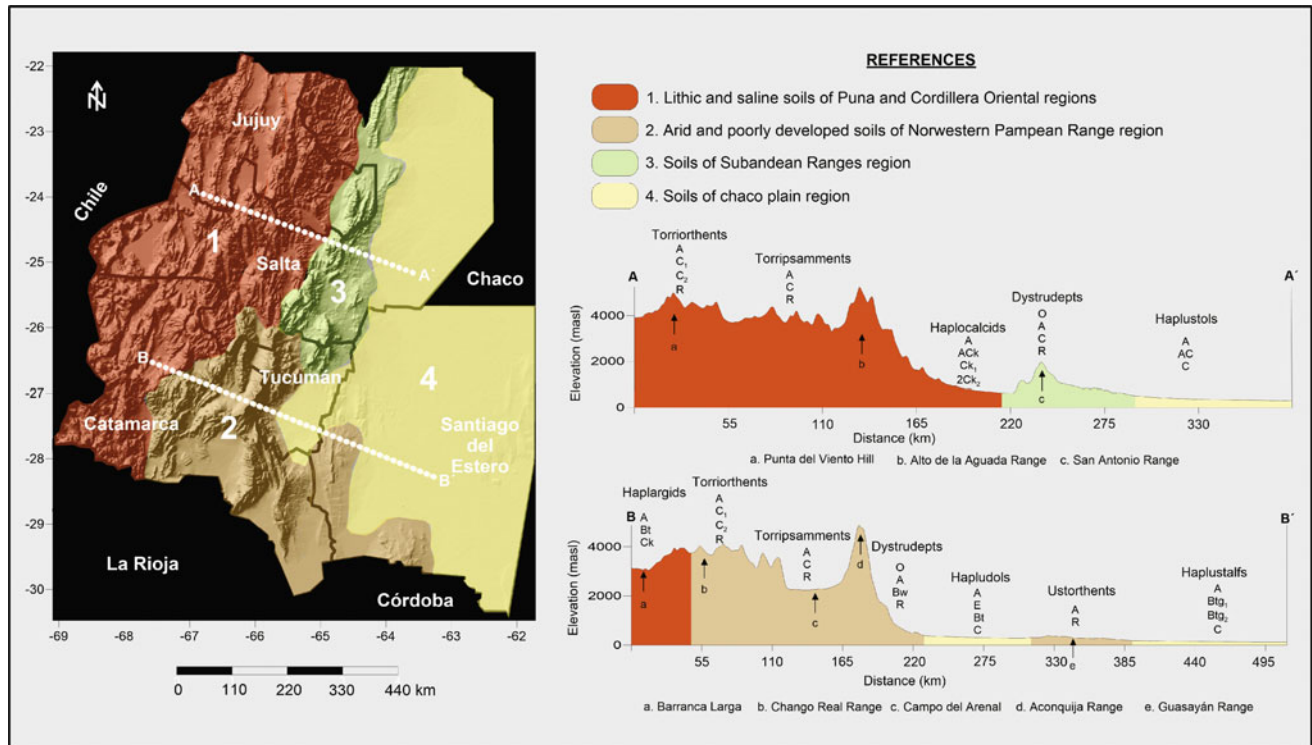 -22
-23
-24
-25
-26
-27
-28
-29
-30
-69
-68
-67
-66
-65
-64
-63
-62
N
Jujuy
A
Chile
1
Salta
A´
Chaco
3
B
Tucumán
4
Catamarca
2
Santiago
del
Estero
B´
La Rioja
Córdoba
0 110 220 330 440 km
REFERENCES
1. Lithic and saline soils of Puna and Cordillera Oriental regions
2. Arid and poorly developed soils of Norwestern Pampean Range region
3. Soils of Subandean Ranges region
4. Soils of chaco plain region
A
A´
Elevation (masl)
4000
2000
0
Torriorthents
A
C1
C2
R
Torripsamments
A
C
R
Haplocalcids
A
ACk
Ck1
2Ck2
Dystrudepts
O
A
C
R
Haplustols
A
AC
C
a
b
c
55 110 165 220 275 330
Distance (km)
a. Punta del Viento Hill b. Alto de la Aguada Range c. San Antonio Range
B
B´
Elevation (masl)
4000
2000
0
Haplargids
A
Bt
Ck
Torriorthents
A
C1
C2
R
Torripsamments
A
C
R
Dystrudepts
O
A
Bw
R
Hapludols
A
E
Bt
C
Ustorthents
A
R
Haplustalfs
A
Btg1
Btg2
C
a
b
c
d
e
55 110 165 220 275 330 385 440 495
Distance (km)
a. Barranca Larga b. Chango Real Range c. Campo del Arenal d. Aconquija Range e. Guasayán Range